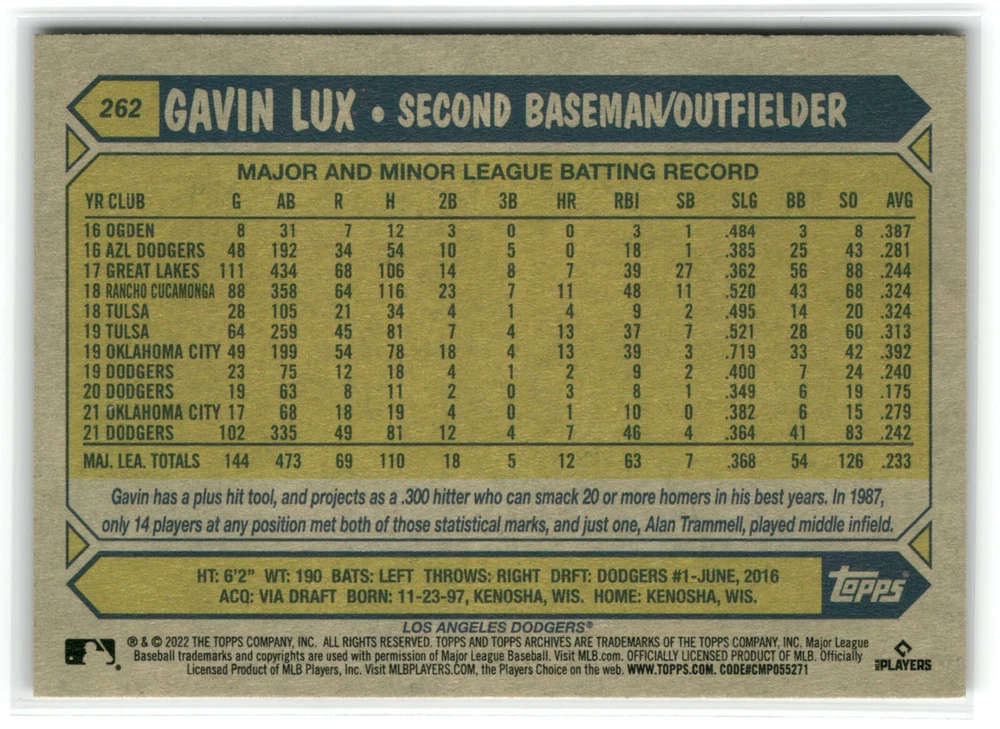 262 GAVIN LUX • SECOND BASEMAN/OUTFIELDER
MAJOR AND MINOR LEAGUE BATTING RECORD
YR CLUB G AB R H 2B 3B HR RBI SB SLG BB SO AVG
16 OGDEN 8 31 7 12 3 0 0 3 1 .484 3 8 .387
16 AZL DODGERS 48 192 34 54 10 5 0 18 1 .385 25 43 .281
17 GREAT LAKES 111 434 68 106 14 8 7 39 27 .362 56 88 .244
18 RANCHO CUCAMONGA 88 358 64 116 23 7 11 48 11 .520 43 68 .324
18 TULSA 28 105 21 34 4 1 4 9 2 .495 14 20 .324
19 TULSA 64 259 45 81 7 4 13 37 7 .521 28 60 .313
19 OKLAHOMA CITY 49 199 54 78 18 4 13 39 3 .719 33 42 .392
19 DODGERS 23 75 12 18 4 1 2 9 2 .400 7 24 .240
20 DODGERS 19 63 8 11 2 0 3 8 1 .349 6 19 .175
21 OKLAHOMA CITY 17 68 18 19 4 0 1 10 0 .382 6 15 .279
21 DODGERS 102 335 49 81 12 4 7 46 4 .364 41 83 .242
MAJ. LEA. TOTALS 144 473 69 110 18 5 12 63 7 .368 54 126 .233
Gavin has a plus hit tool, and projects as a .300 hitter who can smack 20 or more homers in his best years. In 1987,
only 14 players at any position met both of those statistical marks, and just one, Alan Trammell, played middle infield.
HT: 6'2" WT: 190 BATS: LEFT THROWS: RIGHT DRFT: DODGERS #1-JUNE, 2016
ACQ: VIA DRAFT BORN: 11-23-97, KENOSHA, WIS. HOME: KENOSHA, WIS.
topps®
LOS ANGELES DODGERS®
® & © 2022 THE TOPPS COMPANY, INC. ALL RIGHTS RESERVED. TOPPS AND TOPPS ARCHIVES ARE TRADEMARKS OF THE TOPPS COMPANY, INC. Major League
Baseball trademarks and copyrights are used with permission of Major League Baseball. Visit MLB.com. OFFICIALLY LICENSED PRODUCT OF MLB. Officially
Licensed Product of MLB Players, Inc. Visit MLBPLAYERS.COM, the Players Choice on the web. WWW.TOPPS.COM. CODE#CMP055271
MLB PLAYERS